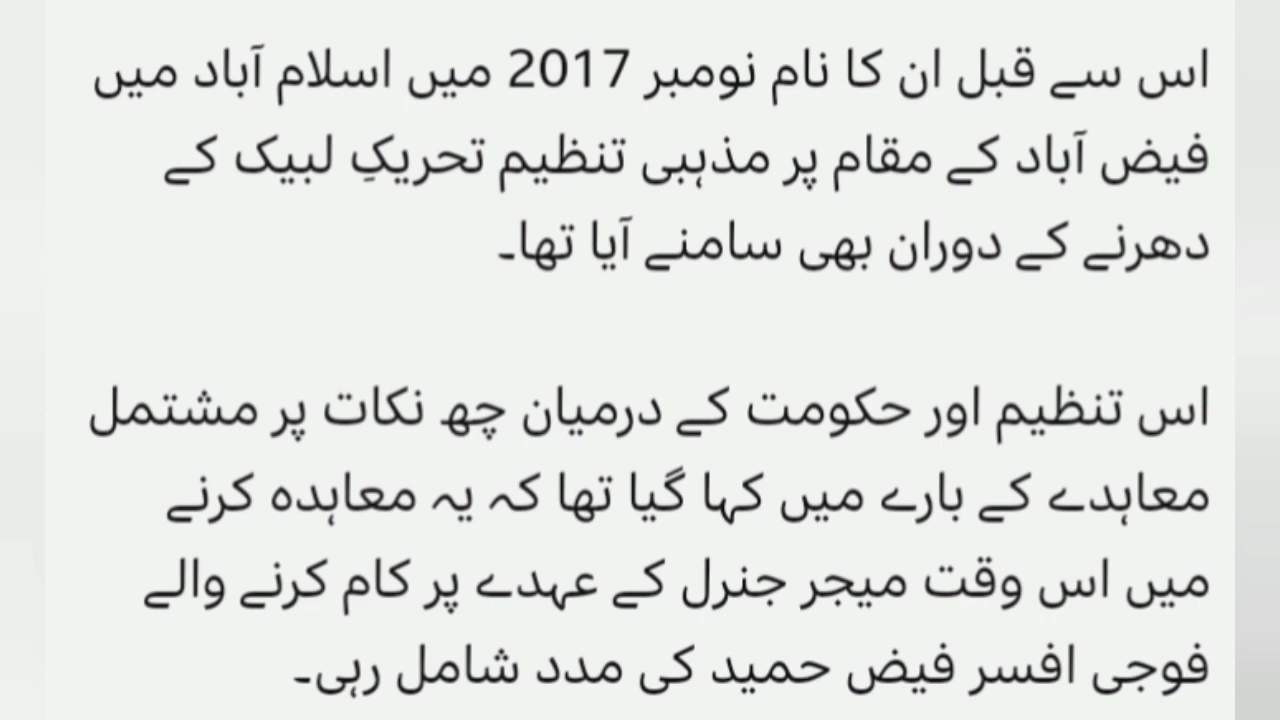 اس سے قبل ان کا نام نومبر 2017 میں اسلام آباد میں
فیض آباد کے مقام پر مذہبی تنظیم تحریکِ لبیک کے
دھرنے کے دوران بھی سامنے آیا تھا۔
اس تنظیم اور حکومت کے درمیان چھ نکات پر مشتمل
معاہدے کے بارے میں کہا گیا تھا کہ یہ معاہدہ کرنے
میں اس وقت میجر جنرل کے عہدے پر کام کرنے والے
فوجی افسر فیض حمید کی مدد شامل رہی۔